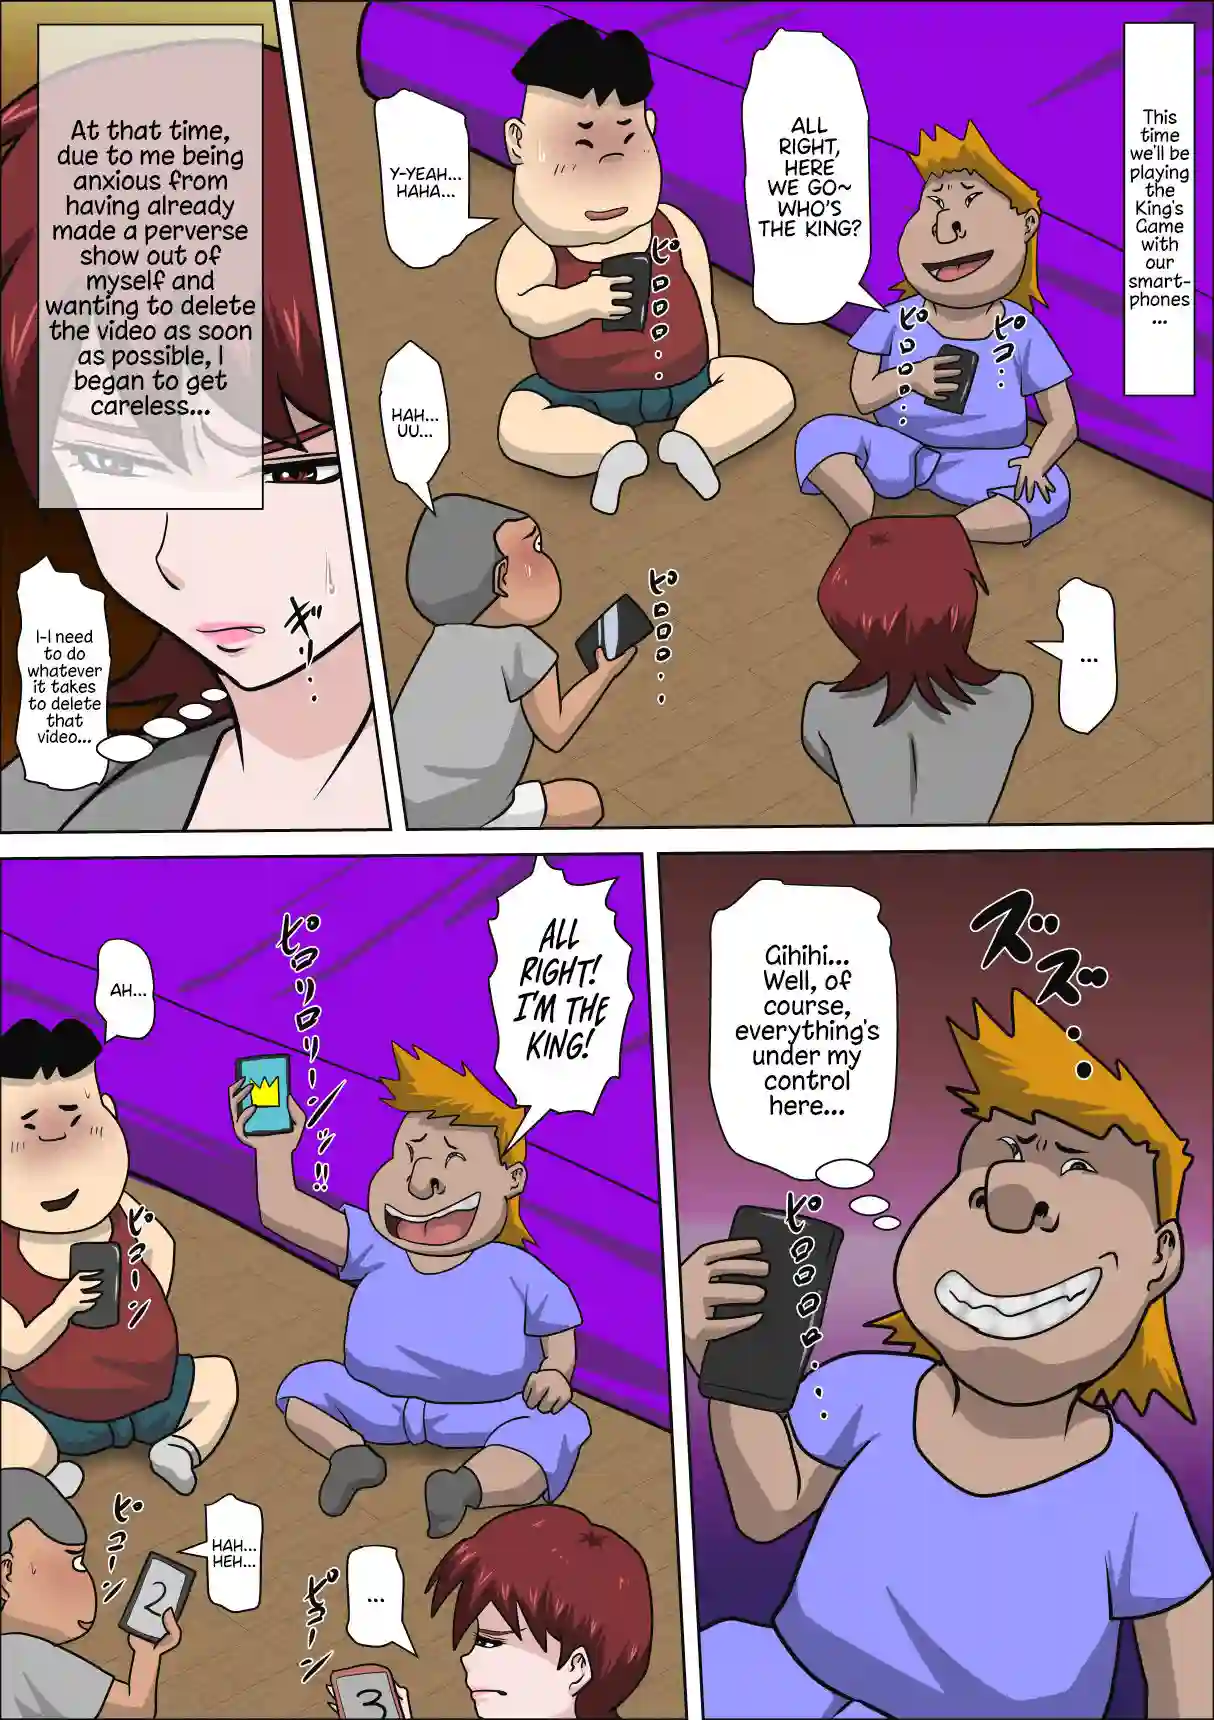 This
time
we'll be
playing
the
King's
Game
with
our
smart-
phones
...
ALL
RIGHT,
HERE
WE GO~
WHO'S
THE KING?
Y-YEAH...
HAHA...
HAH...
UU...
...
ピロロロロ・・
ピロロロロ・・・
ピコ・・
ピロロロ・・
At that time,
due to me being
anxious from
having already
made a perverse
show out of
myself and
wanting to delete
the video as soon
as possible, I
began to get
careless...
I-I need
to do
whatever
it takes
to delete
that
video...
ギリ・・
Gihihi...
Well, of
course,
everything's
under my
control
here...
ズズ・・・
ピロロロロ・・・
ALL
RIGHT!
I'M THE
KING!
ピロリロリーンッ!!
AH...
ピコーン
HAH...
HEH...
ピコーン
2
...
ピコーン
3